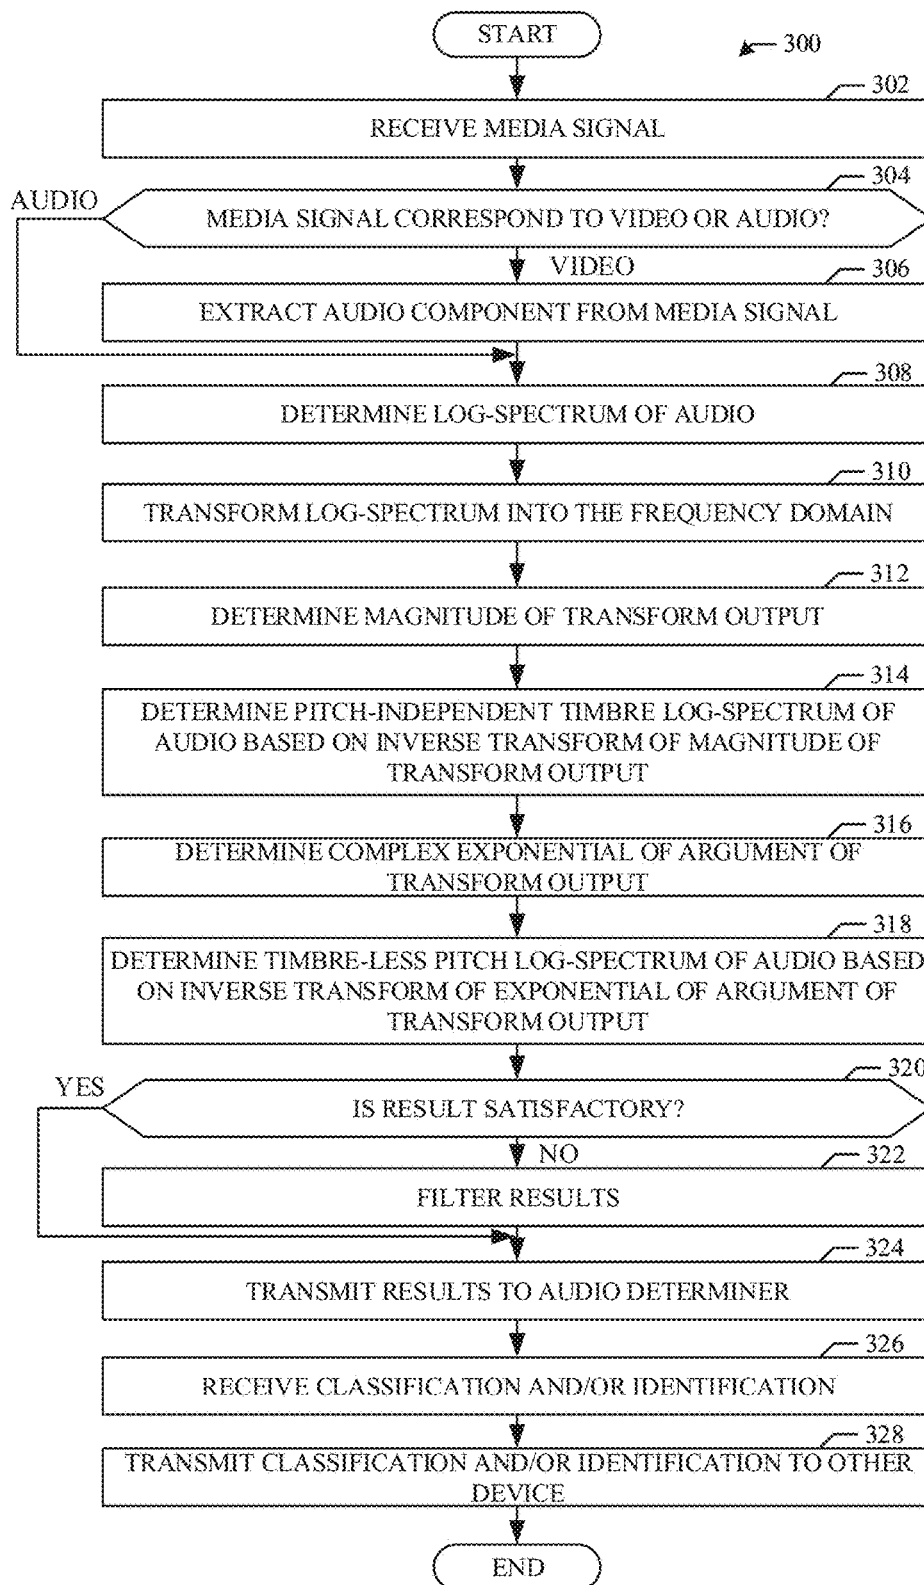 START
300
302
RECEIVE MEDIA SIGNAL
304
AUDIO
MEDIA SIGNAL CORRESPOND TO VIDEO OR AUDIO?
VIDEO
306
EXTRACT AUDIO COMPONENT FROM MEDIA SIGNAL
308
DETERMINE LOG-SPECTRUM OF AUDIO
310
TRANSFORM LOG-SPECTRUM INTO THE FREQUENCY DOMAIN
312
DETERMINE MAGNITUDE OF TRANSFORM OUTPUT
314
DETERMINE PITCH-INDEPENDENT TIMBRE LOG-SPECTRUM OF
AUDIO BASED ON INVERSE TRANSFORM OF MAGNITUDE OF
TRANSFORM OUTPUT
316
DETERMINE COMPLEX EXPONENTIAL OF ARGUMENT OF
TRANSFORM OUTPUT
318
DETERMINE TIMBRE-LESS PITCH LOG-SPECTRUM OF AUDIO BASED
ON INVERSE TRANSFORM OF EXPONENTIAL OF ARGUMENT OF
TRANSFORM OUTPUT
320
YES
IS RESULT SATISFACTORY?
NO
322
FILTER RESULTS
324
TRANSMIT RESULTS TO AUDIO DETERMINER
326
RECEIVE CLASSIFICATION AND/OR IDENTIFICATION
328
TRANSMIT CLASSIFICATION AND/OR IDENTIFICATION TO OTHER
DEVICE
END